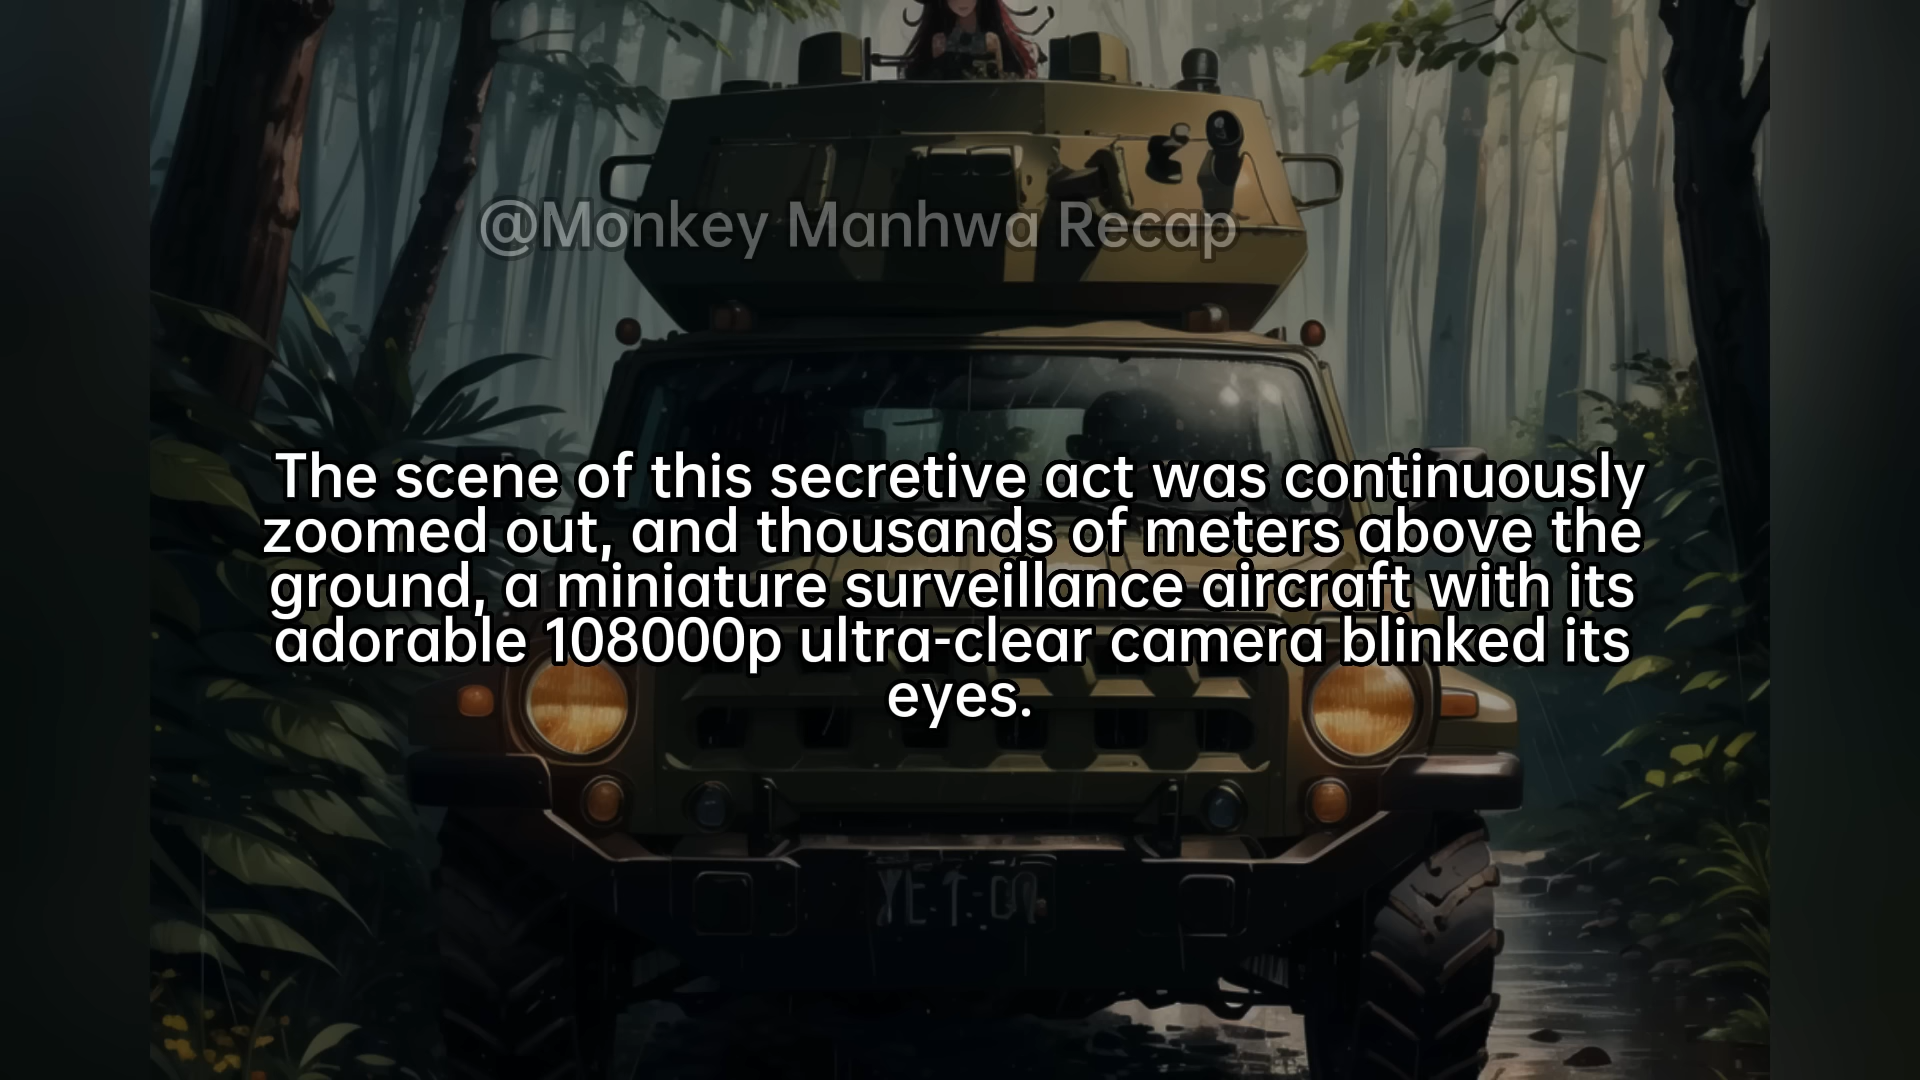 @Monkey Manhwa Recap
The scene of this secretive act was continuously
zoomed out, and thousands of meters above the
ground, a miniature surveillance aircraft with its
adorable 108000p ultra-clear camera blinked its
eyes.